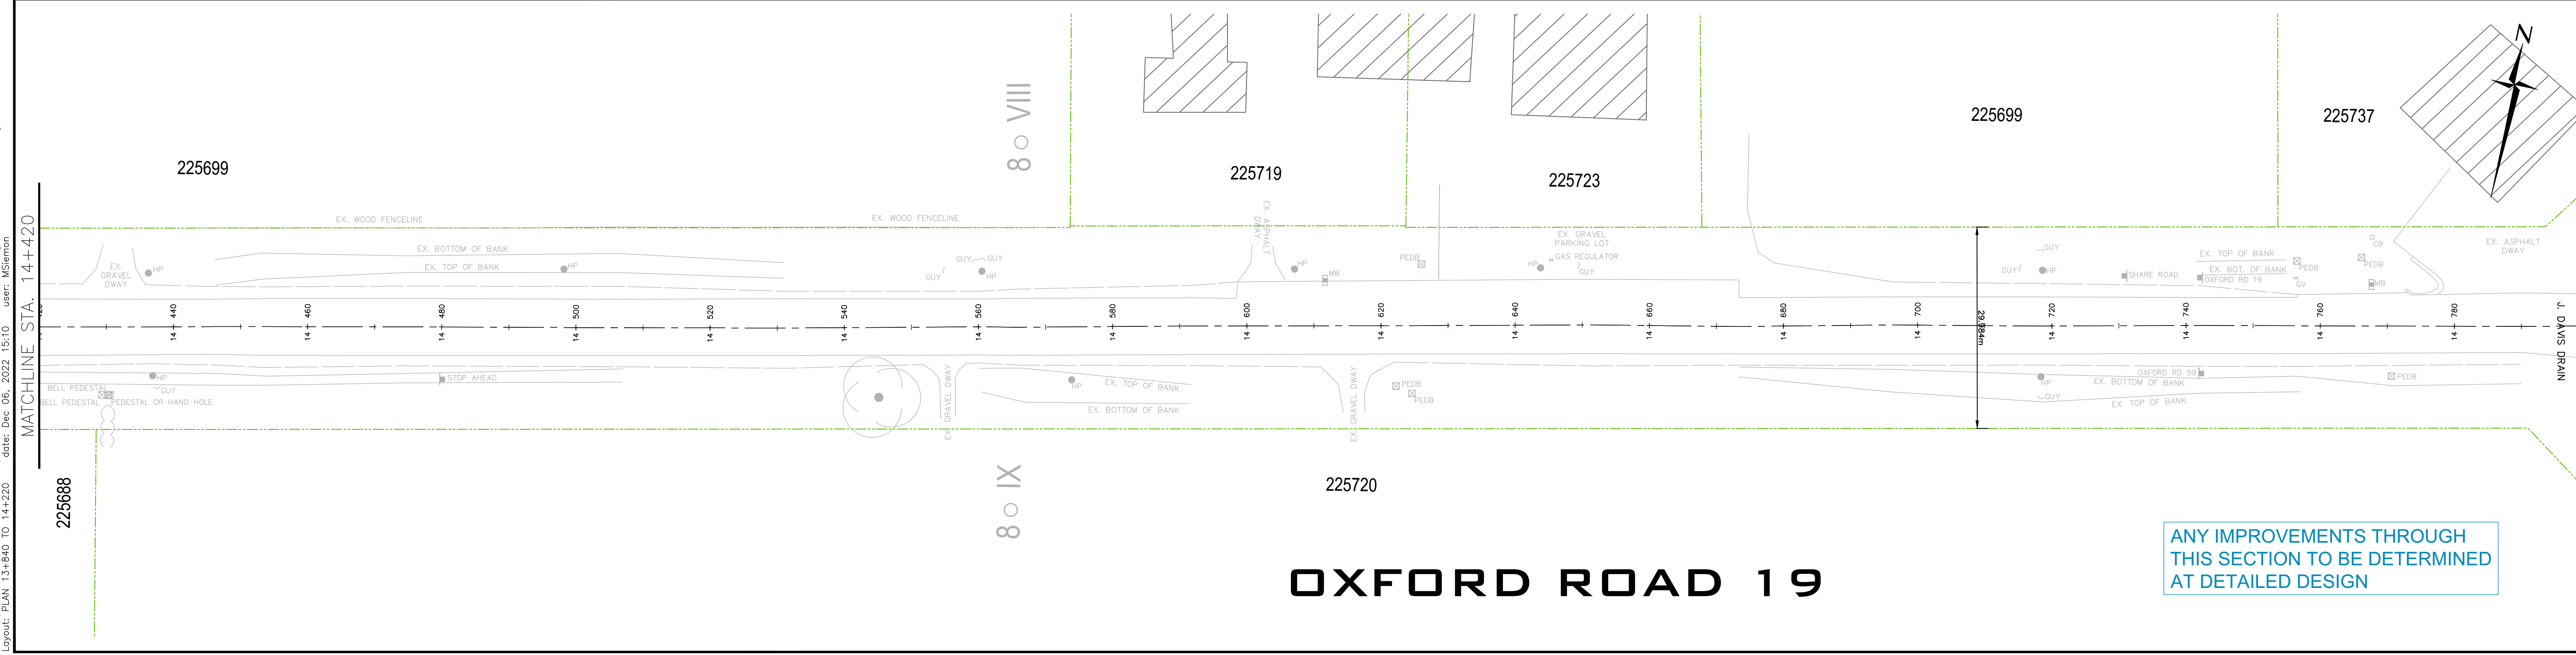 Layout: PLAN 13+840 TO 14+220 date: Dec 06, 2022 15:10 user: MSiemon
MATCHLINE STA. 14+420
225699
8 VIII
225719
225723
225699
225737
N
EX. WOOD FENCELINE
EX. WOOD FENCELINE
EX. BOTTOM OF BANK
EX. TOP OF BANK
EX.
GRAVEL
DWAY
HP
HP
GUY
GUY
GUY
HP
EX. ASPHALT
DWAY
HP
MB
PEDB
EX. GRAVEL
PARKING LOT
GAS REGULATOR
HP
GUY
GUY
GUY
HP
SHARE ROAD
EX. TOP OF BANK
EX. BOT. OF BANK
OXFORD RD 19
PEDB
GV
CB
PEDB
MB
EX. ASPHALT
DWAY
14 440
14 460
14 480
14 500
14 520
14 540
14 560
14 580
14 600
14 620
14 640
14 660
14 680
14 700
14 720
14 740
14 760
14 780
29.984m
J. DAVIS DRAIN
HP
GUY
BELL PEDESTAL
BELL PEDESTAL
PEDESTAL OR HAND HOLE
STOP AHEAD
EX. GRAVEL DWAY
HP
EX. TOP OF BANK
EX. BOTTOM OF BANK
EX. GRAVEL DWAY
PEDB
PEDB
HP
GUY
OXFORD RD 59
EX. BOTTOM OF BANK
EX. TOP OF BANK
PEDB
225688
8 IX
225720
OXFORD ROAD 19
ANY IMPROVEMENTS THROUGH
THIS SECTION TO BE DETERMINED
AT DETAILED DESIGN